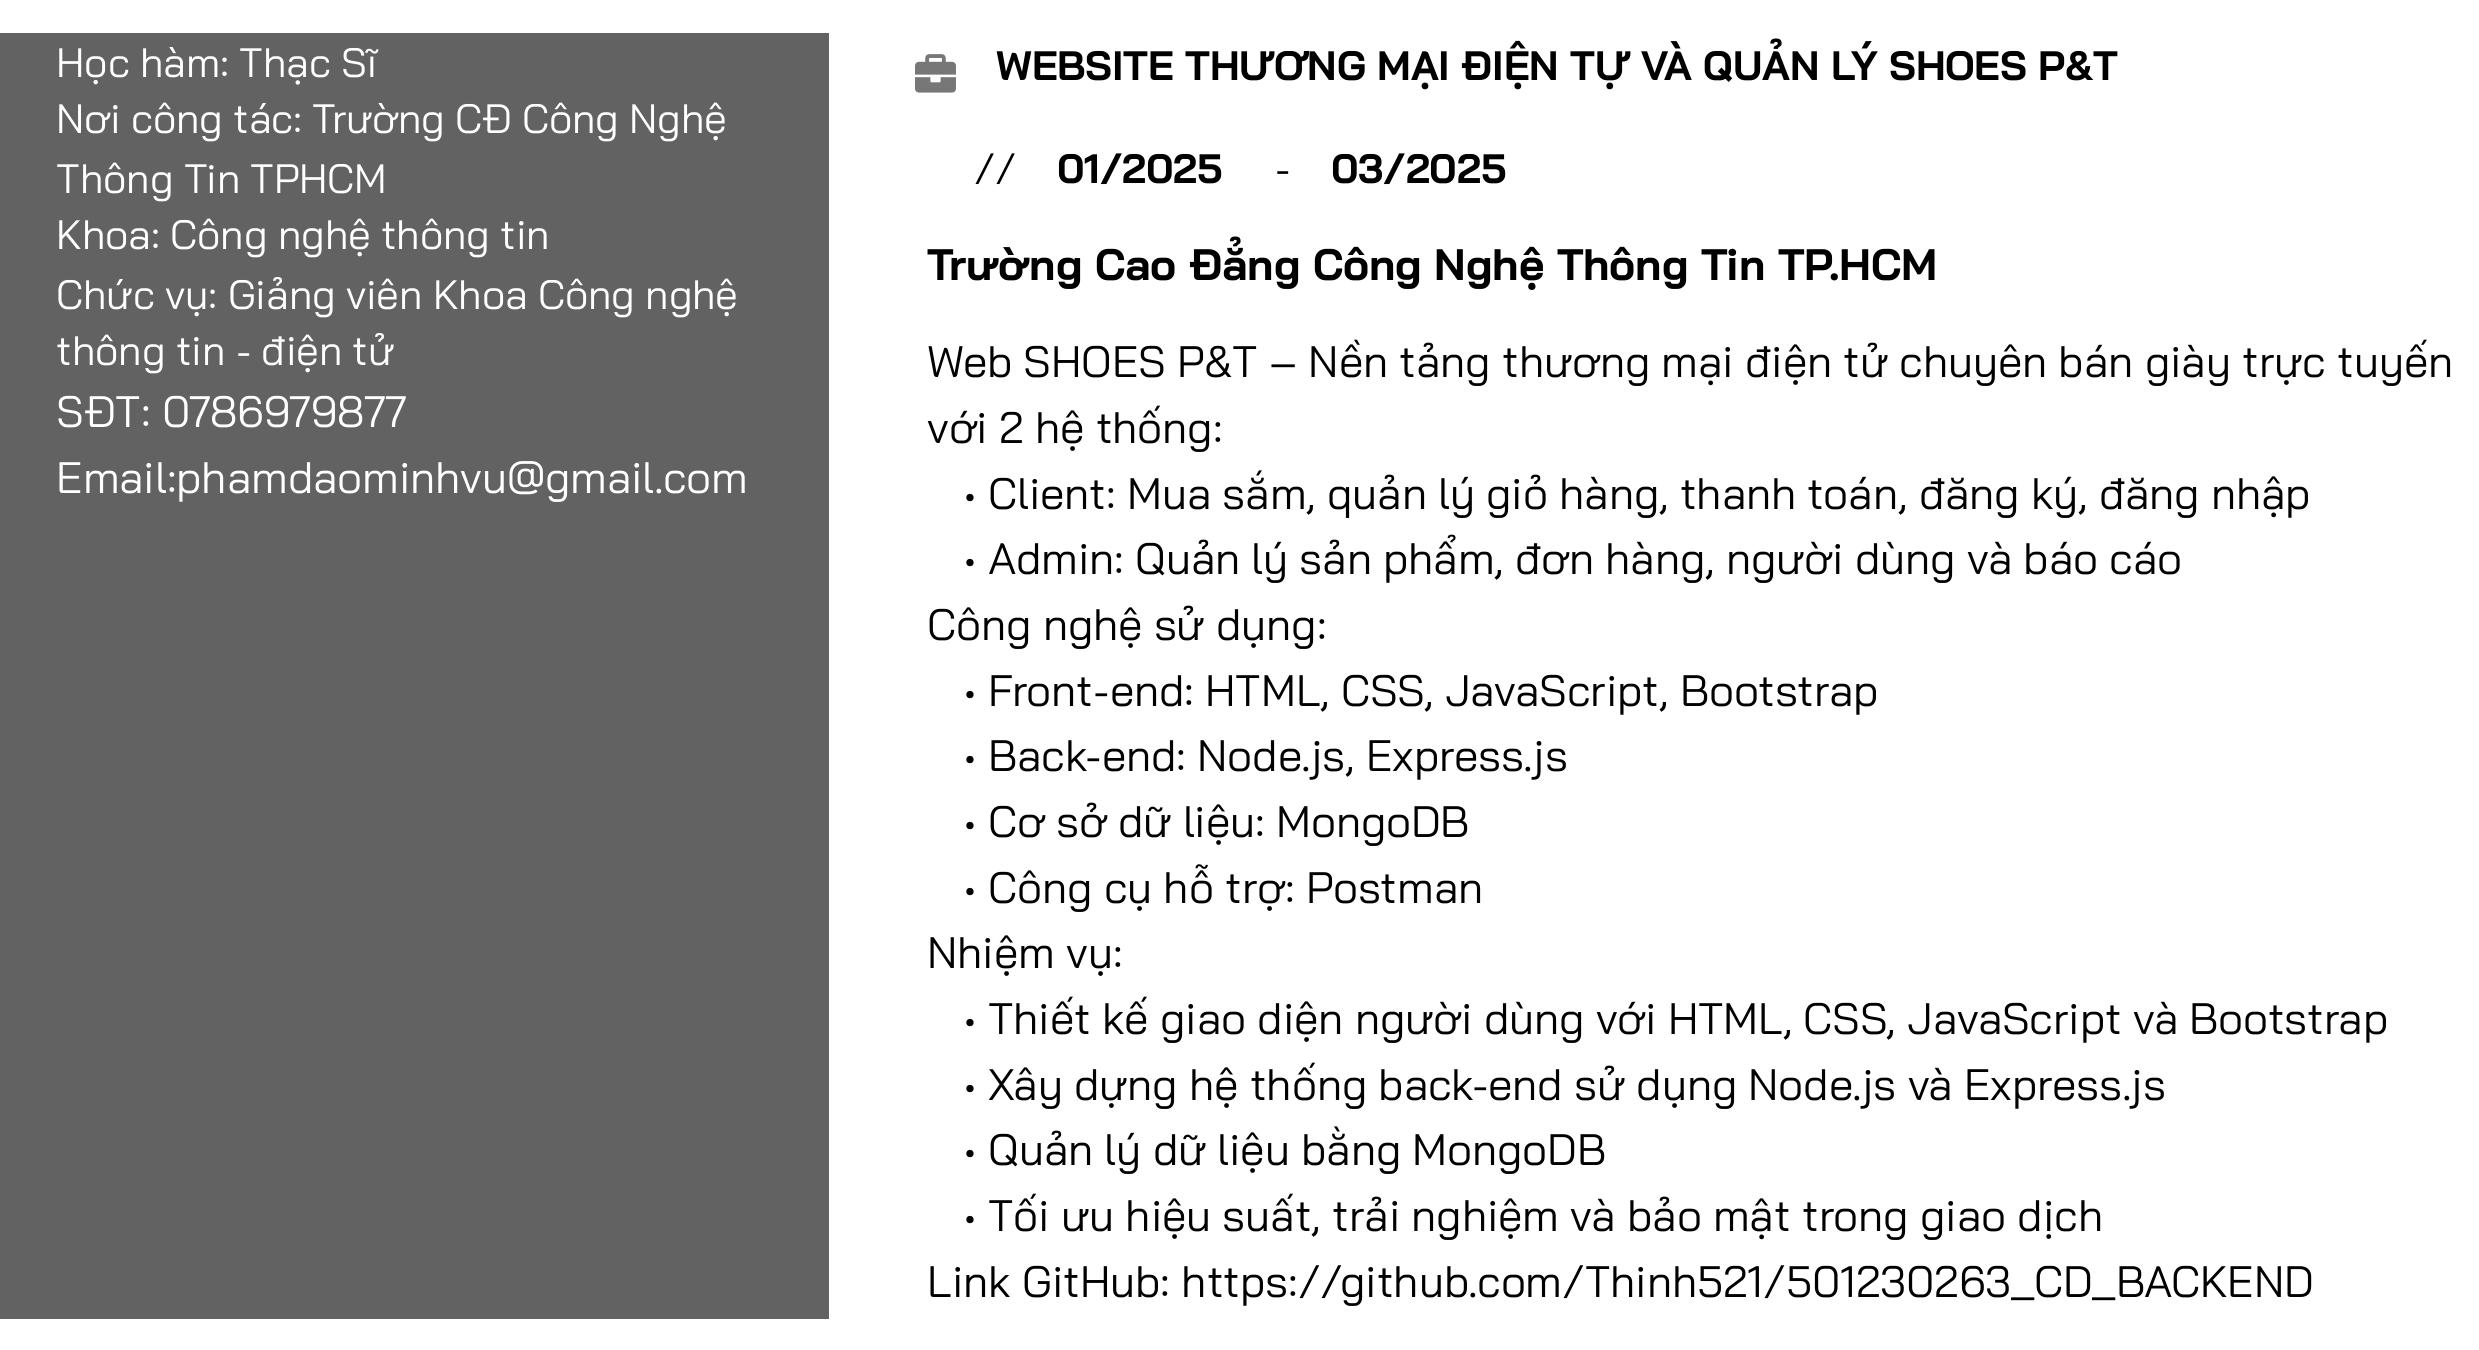 Học hàm: Thạc Sĩ
Nơi công tác: Trường CĐ Công Nghệ
Thông Tin TPHCM
Khoa: Công nghệ thông tin
Chức vụ: Giảng viên Khoa Công nghệ
thông tin - điện tử
SĐT: 0786979877
Email:phamdaominhvu@gmail.com
WEBSITE THƯƠNG MẠI ĐIỆN TỰ VÀ QUẢN LÝ SHOES P&T
// 01/2025 - 03/2025
Trường Cao Đẳng Công Nghệ Thông Tin TP.HCM
Web SHOES P&T – Nền tảng thương mại điện tử chuyên bán giày trực tuyến
với 2 hệ thống:
• Client: Mua sắm, quản lý giỏ hàng, thanh toán, đăng ký, đăng nhập
• Admin: Quản lý sản phẩm, đơn hàng, người dùng và báo cáo
Công nghệ sử dụng:
• Front-end: HTML, CSS, JavaScript, Bootstrap
• Back-end: Node.js, Express.js
• Cơ sở dữ liệu: MongoDB
• Công cụ hỗ trợ: Postman
Nhiệm vụ:
• Thiết kế giao diện người dùng với HTML, CSS, JavaScript và Bootstrap
• Xây dựng hệ thống back-end sử dụng Node.js và Express.js
• Quản lý dữ liệu bằng MongoDB
• Tối ưu hiệu suất, trải nghiệm và bảo mật trong giao dịch
Link GitHub: https://github.com/Thinh521/501230263_CD_BACKEND